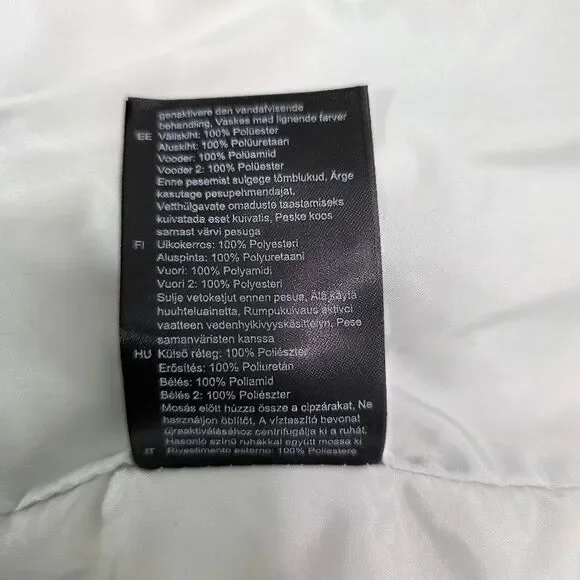 genaktivere den vandafvisende
behandling, Vaskes med lignende farver
EE Väliskiht: 100% Polüester
Aluskiht: 100% Polüuretaan
Vooder: 100% Polüamiid
Vooder 2: 100% Polüester
Enne pesemist sulgege tõmblukud, Ärge
kasutage pesupehmendajat,
Vetthülgavate omaduste taastamiseks
kuivatada eset kuivatis, Peske koos
samast värvi pesuga
FI Ulkokerros: 100% Polyesteri
Aluspinta: 100% Polyuretaani
Vuori: 100% Polyamidi
Vuori 2: 100% Polyesteri
Sulje vetoketjut ennen pesua, Älä käytä
huuhteluainetta, Rumpukuivaus aktivoi
vaatteen vedenhylkivyyskäsittelyn, Pese
samanväristen kanssa
HU Külső réteg: 100% Poliészter
Erősítés: 100% Poliuretán
Bélés: 100% Poliamid
Bélés 2: 100% Poliészter
Mosás előtt húzza össze a cipzárakat, Ne
használjon öblítőt, A víztaszító bevonat
újraaktiválásához centrifugálja ki a ruhát,
Hasonló színű ruhákkal együtt mossa ki
IT Rivestimento esterno: 100% Poliestere